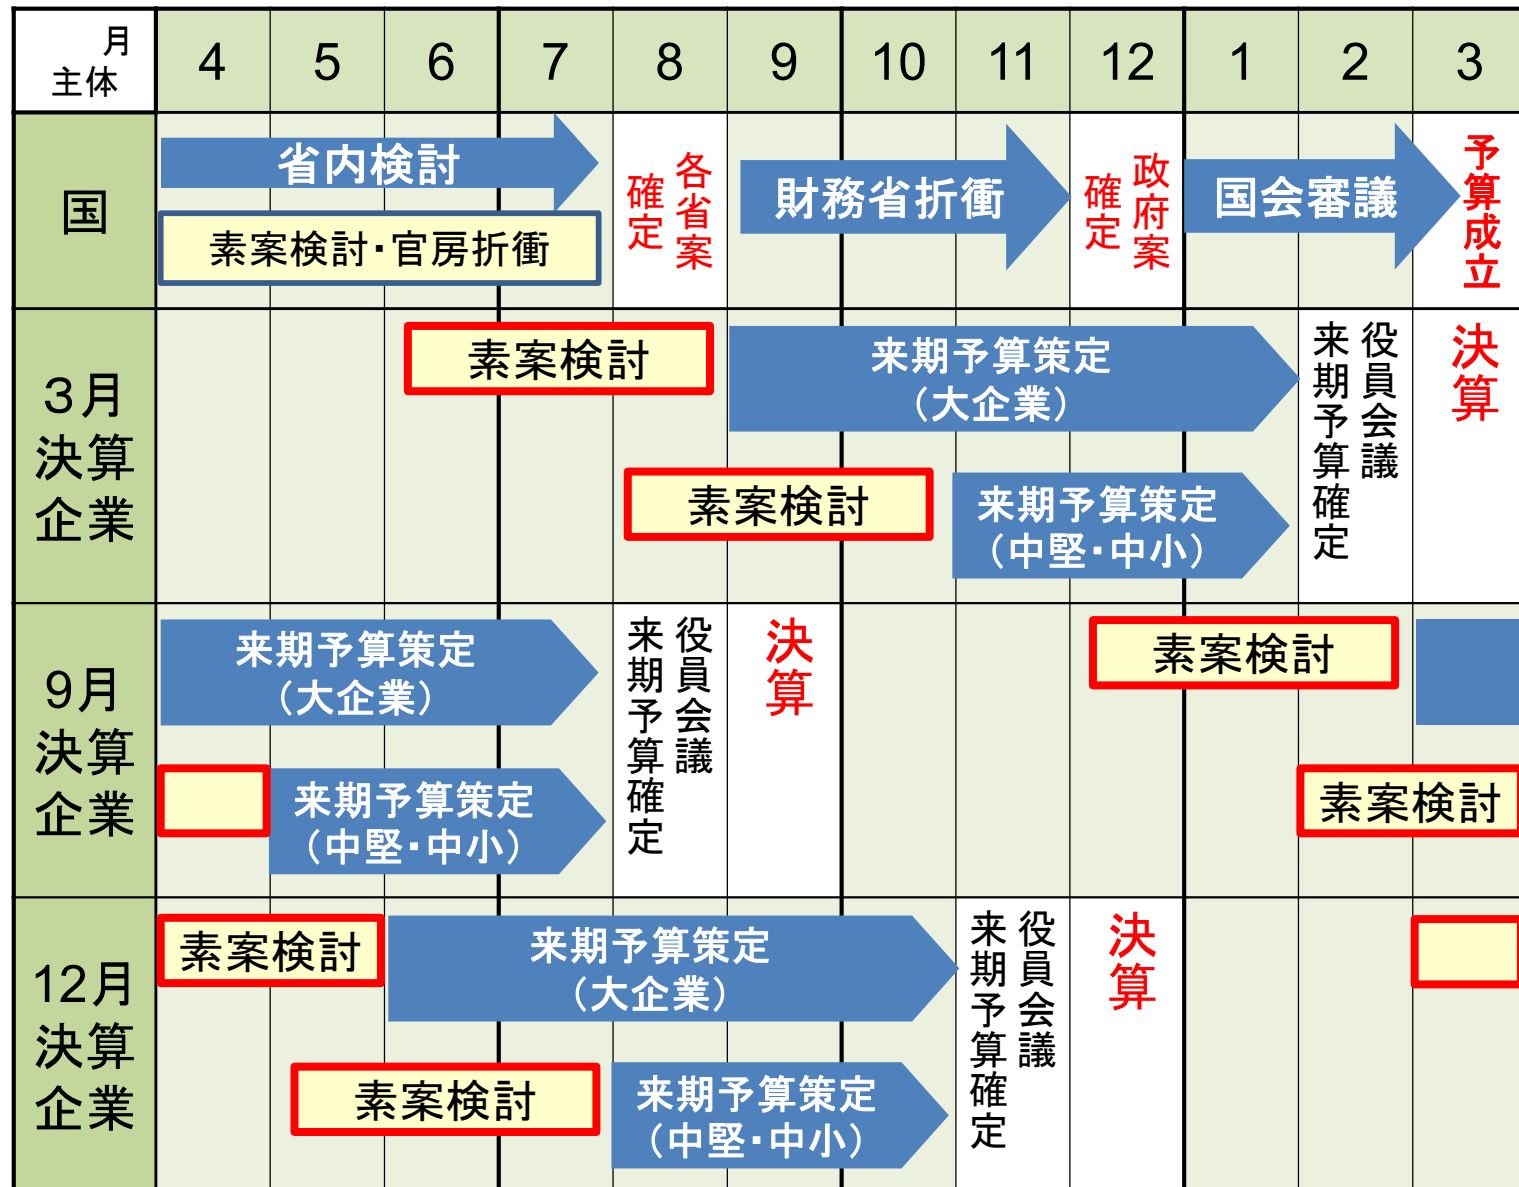 月
主体
4 5 6 7 8 9 10 11 12 1 2 3
国
省内検討
素案検討・官房折衝
各省案
確定
財務省折衝
政府案
確定
国会審議
予算成立
3月
決算
企業
素案検討
来期予算策定
(大企業)
素案検討
来期予算策定
(中堅・中小)
役員会議
来期予算確定
決算
9月
決算
企業
来期予算策定
(大企業)
来期予算策定
(中堅・中小)
役員会議
来期予算確定
決算
素案検討
素案検討
12月
決算
企業
素案検討
来期予算策定
(大企業)
素案検討
来期予算策定
(中堅・中小)
役員会議
来期予算確定
決算